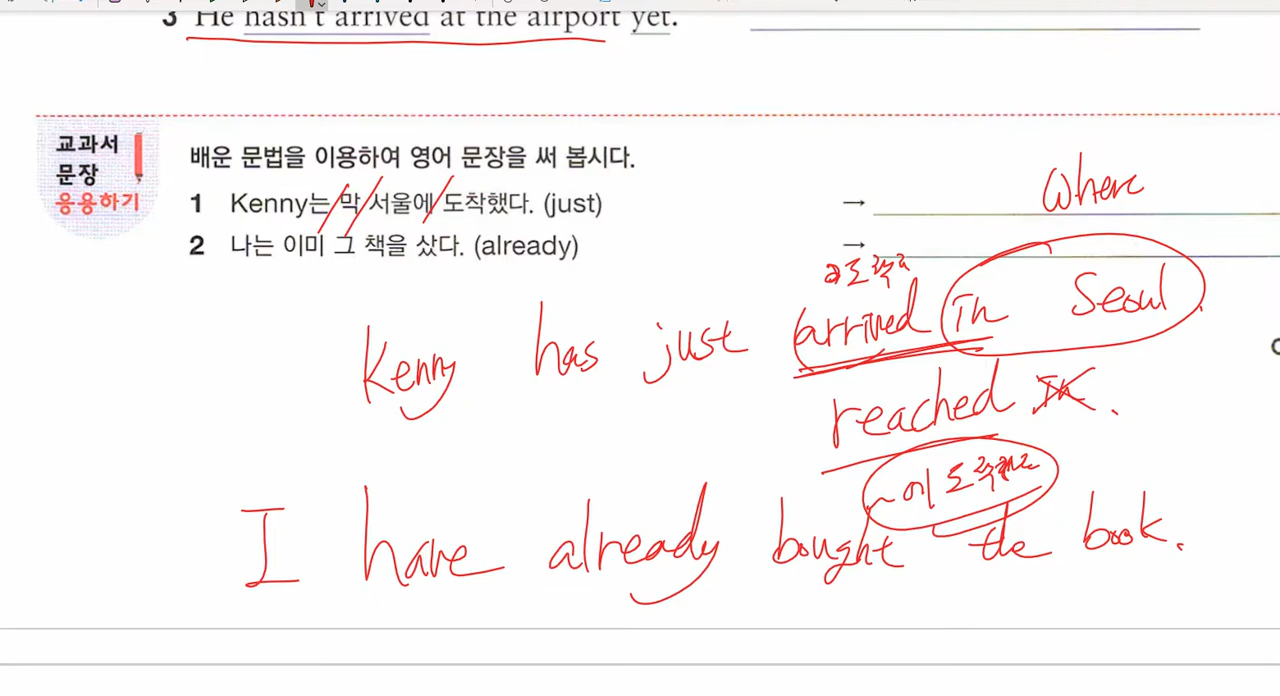 3 He hasn't arrived at the airport yet.
교과서
문장
응용하기
배운 문법을 이용하여 영어 문장을 써 봅시다.
1 Kenny는 막 서울에 도착했다. (just) →
where
2 나는 이미 그 책을 샀다. (already) →
Kenny has just arrived in Seoul.
reached in.
~에 도착하다
I have already bought the book.